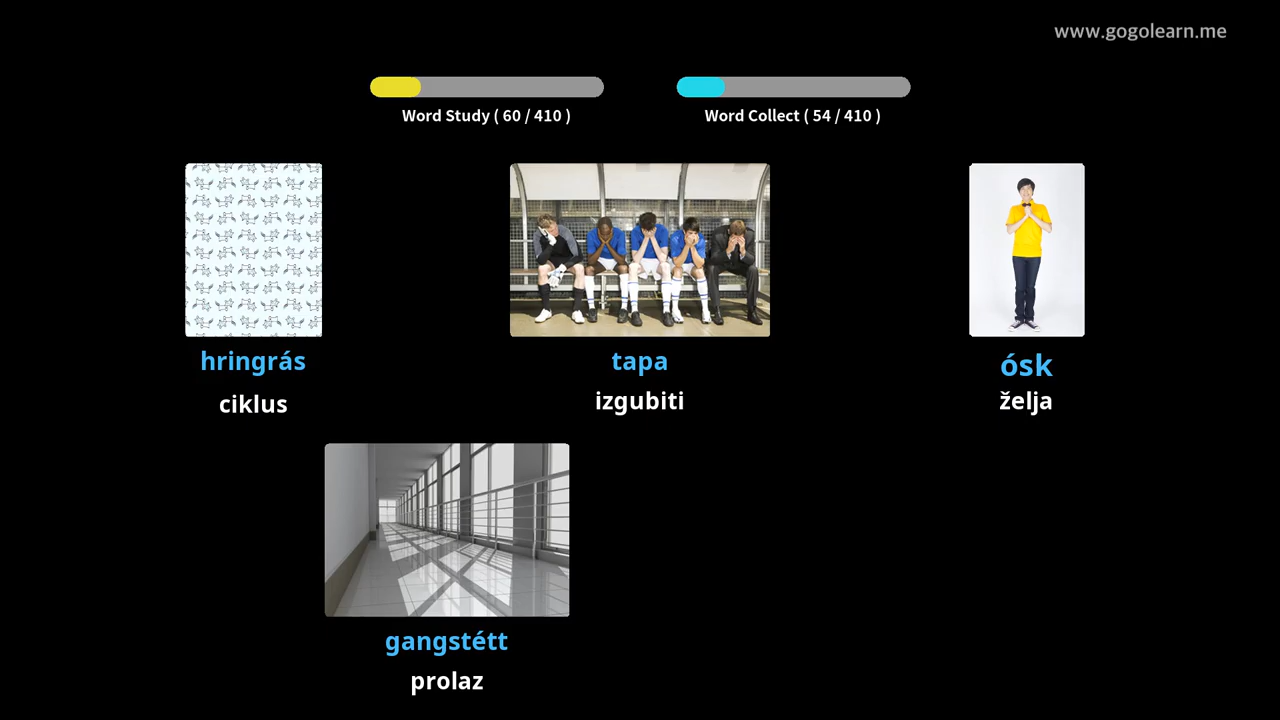 www.gogolearn.me
Word Study ( 60 / 410 )
Word Collect ( 54 / 410 )
hringrás
ciklus
tapa
izgubiti
ósk
želja
gangstétt
prolaz